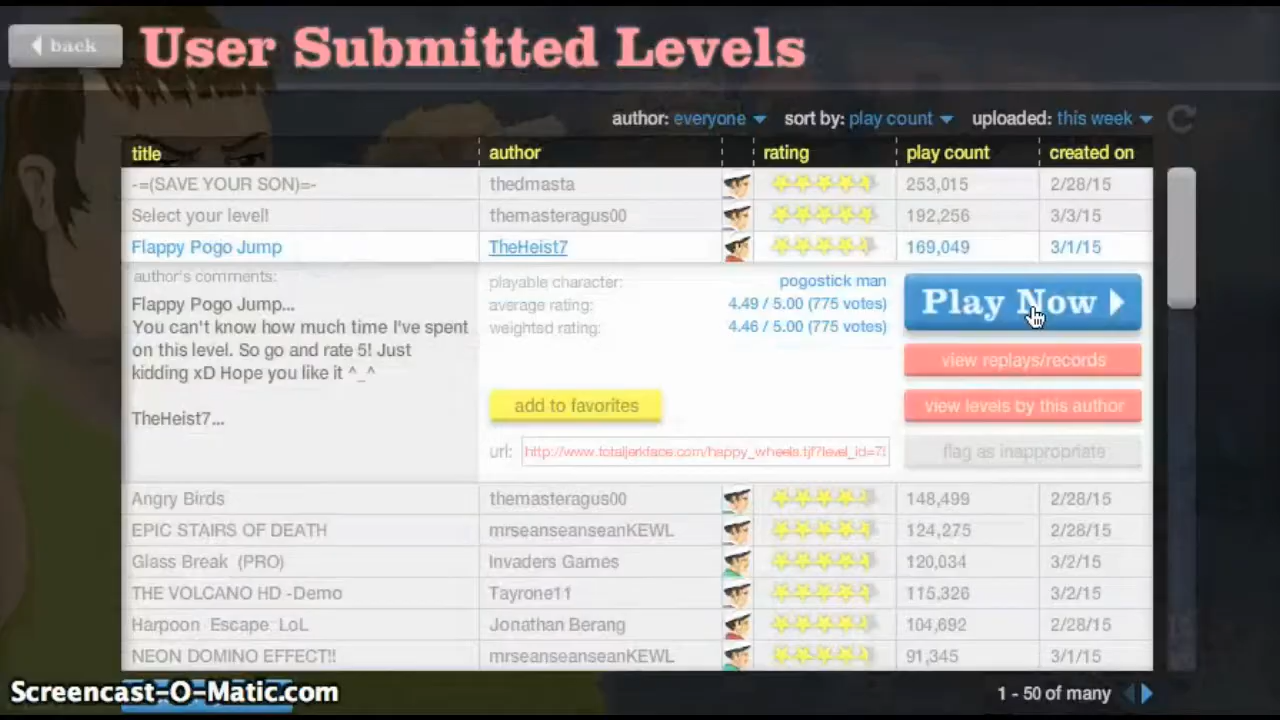 back
User Submitted Levels
author: everyone sort by: play count uploaded: this week
title author rating play count created on
-=(SAVE YOUR SON)=- thedmasta 253,015 2/28/15
Select your level! themasteragus00 192,256 3/3/15
Flappy Pogo Jump TheHeist7 169,049 3/1/15
author's comments:
Flappy Pogo Jump...
You can't know how much time I've spent
on this level. So go and rate 5! Just
kidding xD Hope you like it ^_^
TheHeist7...
playable character: pogostick man
average rating: 4.49 / 5.00 (775 votes)
weighted rating: 4.46 / 5.00 (775 votes)
add to favorites
url: http://www.totaljerkface.com/happy_wheels.tjf?level_id=7
Play Now
view replays/records
view levels by this author
flag as inappropriate
Angry Birds themasteragus00 148,499 2/28/15
EPIC STAIRS OF DEATH mrseanseanseanKEWL 124,275 2/28/15
Glass Break (PRO) Invaders Games 120,034 3/2/15
THE VOLCANO HD -Demo Tayrone11 115,326 3/2/15
Harpoon Escape LoL Jonathan Berang 104,692 2/28/15
NEON DOMINO EFFECT!! mrseanseanseanKEWL 91,345 3/1/15
Screencast-O-Matic.com
1 - 50 of many